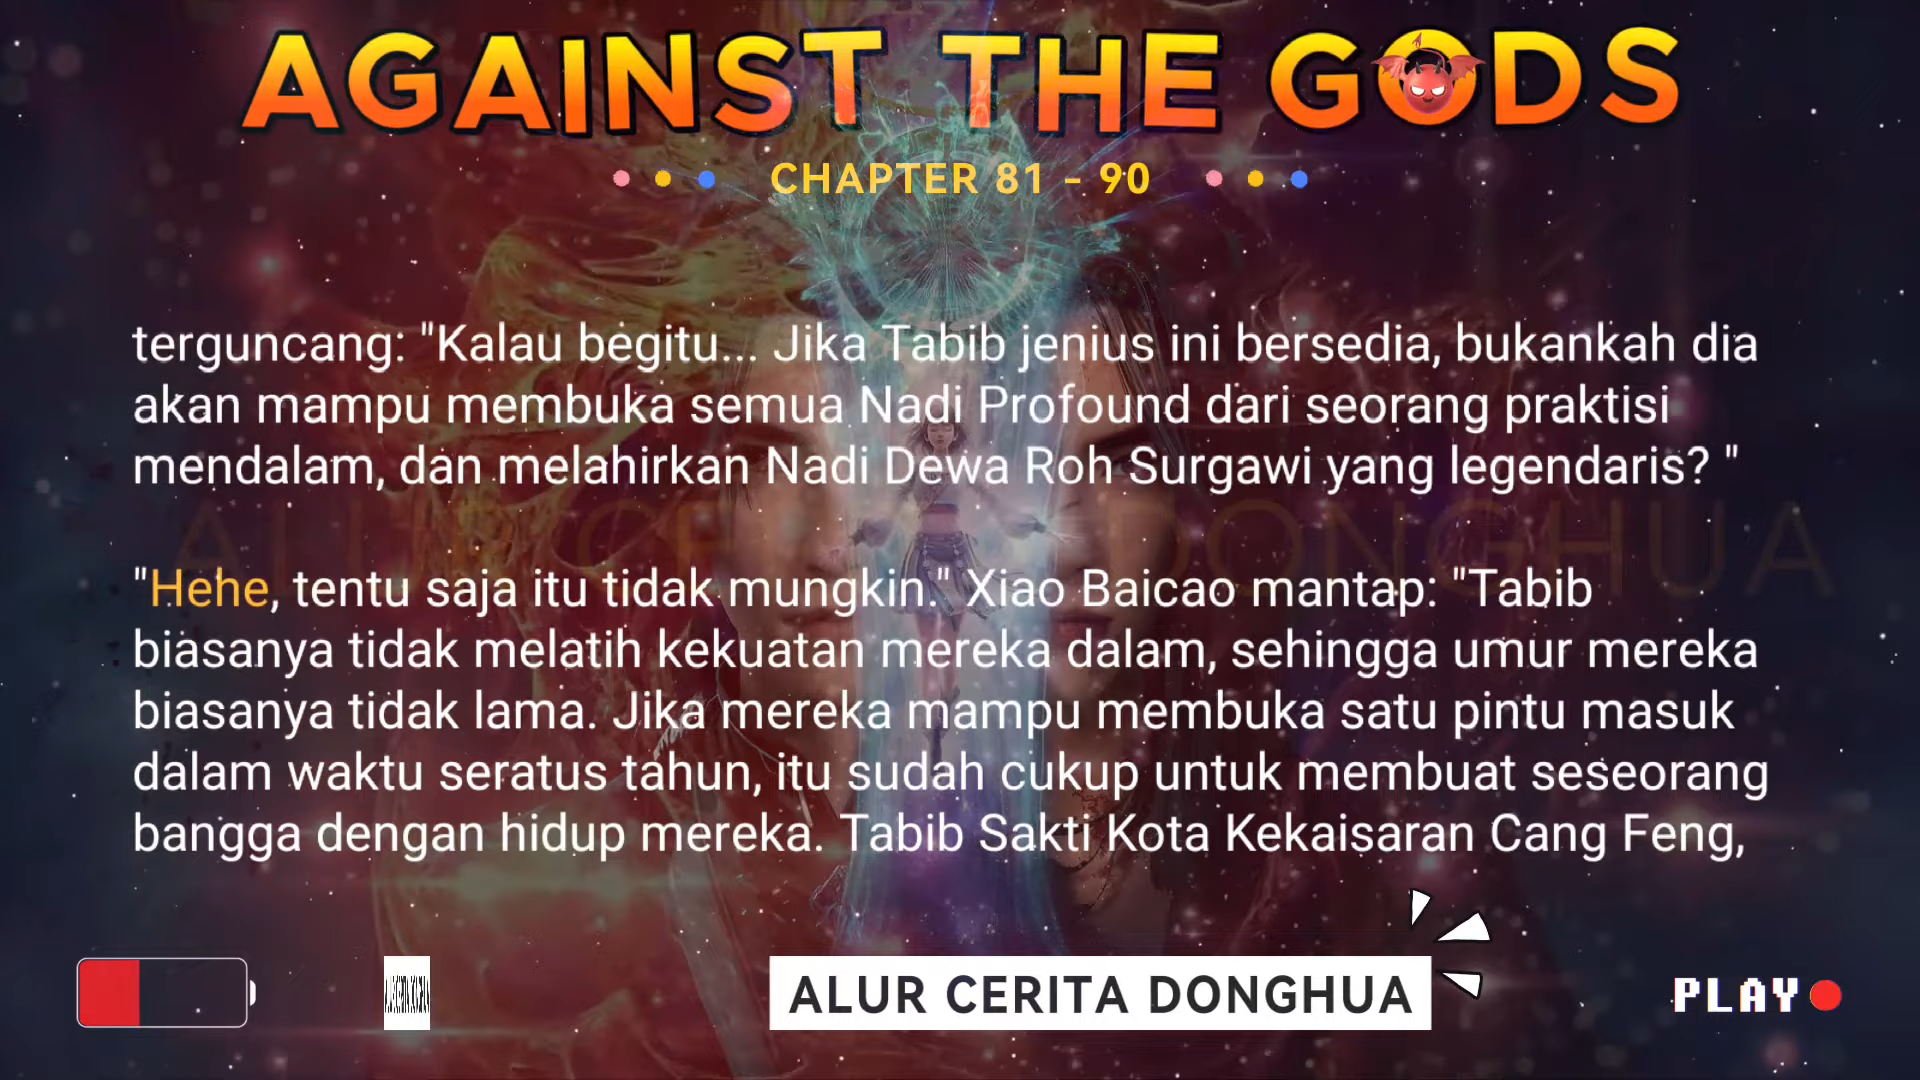 AGAINST THE GODS
CHAPTER 81 - 90
terguncang: "Kalau begitu... Jika Tabib jenius ini bersedia, bukankah dia
akan mampu membuka semua Nadi Profound dari seorang praktisi
mendalam, dan melahirkan Nadi Dewa Roh Surgawi yang legendaris? "
ALUR CERITA DONGHUA
"Hehe, tentu saja itu tidak mungkin." Xiao Baicao mantap: "Tabib
biasanya tidak melatih kekuatan mereka dalam, sehingga umur mereka
biasanya tidak lama. Jika mereka mampu membuka satu pintu masuk
dalam waktu seratus tahun, itu sudah cukup untuk membuat seseorang
bangga dengan hidup mereka. Tabib Sakti Kota Kekaisaran Cang Feng,
ALUR CERITA DONGHUA
PLAY